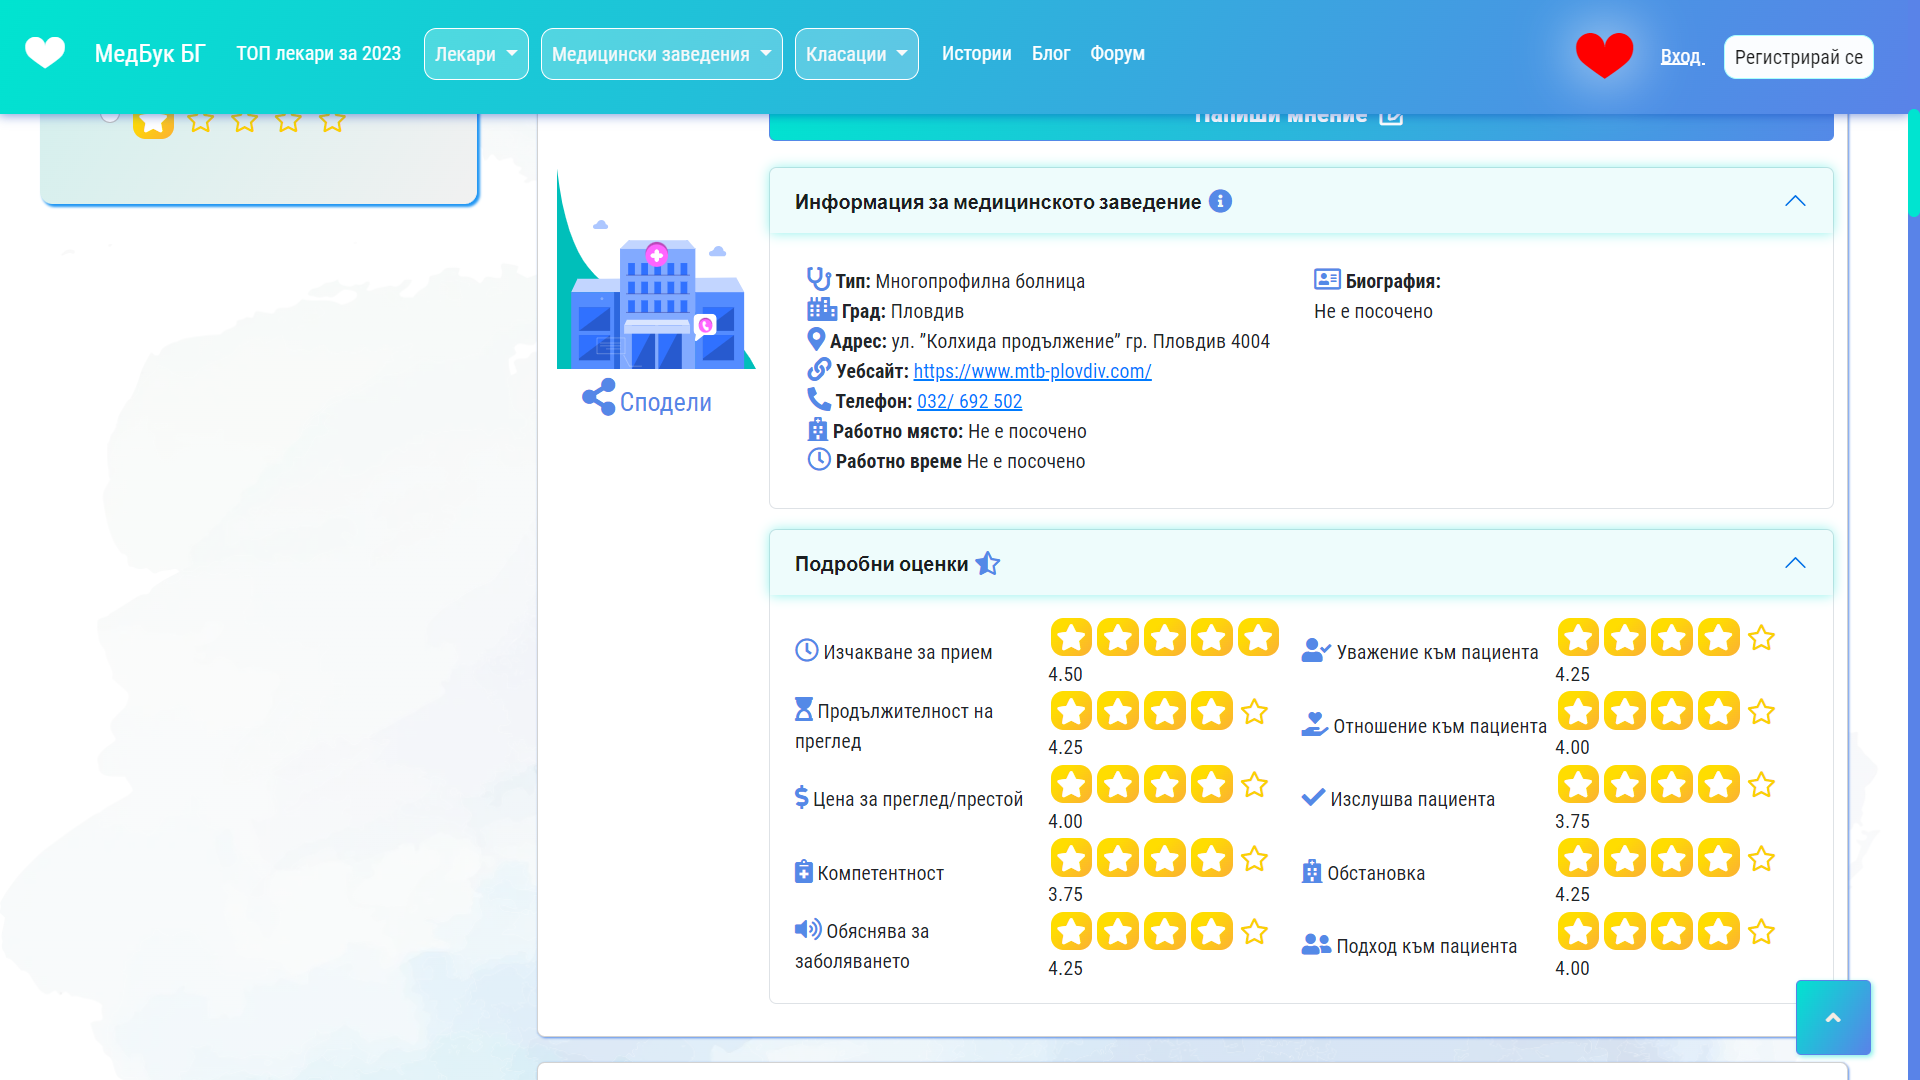 МедБук БГ
ТОП лекари за 2023
Лекари
Медицински заведения
Класации
Истории
Блог
Форум
Вход
Регистрирай се
Напиши мнение
Информация за медицинското заведение
Тип: Многопрофилна болница
Град: Пловдив
Адрес: ул. "Колхида продължение" гр. Пловдив 4004
Уебсайт: https://www.mtb-plovdiv.com/
Телефон: 032/ 692 502
Работно място: Не е посочено
Работно време Не е посочено
Биография:
Не е посочено
Сподели
Подробни оценки
Изчакване за прием
4.50
Уважение към пациента
4.25
Продължителност на
преглед
4.25
Отношение към пациента
4.00
Цена за преглед/престой
4.00
Изслушва пациента
3.75
Компетентност
3.75
Обстановка
4.25
Обяснява за
заболяването
4.25
Подход към пациента
4.00